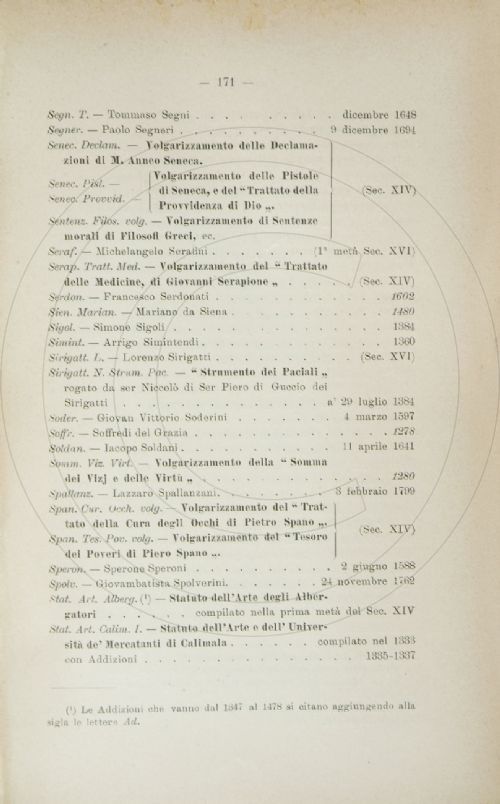 — 171 —
Segn. T. — Tommaso Segni . . . . . . . . . . dicembre 1648
Segner. — Paolo Segneri . . . . . . . . . . 9 dicembre 1694
Senec. Declam. — Volgarizzamento delle Declama-
zioni di M. Anneo Seneca.
Senec. Pist. —
Senec. Provvid. —
Volgarizzamento delle Pistole
di Seneca, e del “Trattato della
Provvidenza di Dio „.
(Sec. XIV)
Sentenz. Filos. volg. — Volgarizzamento di Sentenze
morali di Filosofi Greci, ec.
Seraf. — Michelangelo Serafini . . . . . . . (1ª metà Sec. XVI)
Serap. Tratt. Med. — Volgarizzamento del “ Trattato
delle Medicine, di Giovanni Serapione „ . . . . . (Sec. XIV)
Serdon. — Francesco Serdonati . . . . . . . . . . . . . 1602
Sien. Marian. — Mariano da Siena . . . . . . . . . . . . 1480
Sigol. — Simone Sigoli . . . . . . . . . . . . . . . . 1384
Simint. — Arrigo Simintendi . . . . . . . . . . . . . . 1360
Sirigatt. L. — Lorenzo Sirigatti . . . . . . . . . . . (Sec. XVI)
Sirigatt. N. Strum. Pac. — “ Strumento dei Paciali „
rogato da ser Niccolò di Ser Piero di Guccio dei
Sirigatti . . . . . . . . . . . . . . . a' 29 luglio 1384
Soder. — Giovan Vittorio Soderini . . . . . . . 4 marzo 1597
Soffr. — Soffredi del Grazia . . . . . . . . . . . . . . 1278
Soldan. — Iacopo Soldani . . . . . . . . . . . 11 aprile 1641
Somm. Viz. Virt. — Volgarizzamento della “ Somma
dei Vizj e delle Virtù „ . . . . . . . . . . . . . . 1280
Spallanz. — Lazzaro Spallanzani . . . . . . . 3 febbraio 1799
Span. Cur. Occh. volg. — Volgarizzamento del “ Trat-
tato della Cura degli Occhi di Pietro Spano „.
Span. Tes. Pov. volg. — Volgarizzamento del “ Tesoro
dei Poveri di Piero Spano „.
(Sec. XIV)
Speron. — Sperone Speroni . . . . . . . . . . 2 giugno 1588
Spolv. — Giovambatista Spolverini . . . . . . 24 novembre 1762
Stat. Art. Alberg. (¹) — Statuto dell'Arte degli Alber-
gatori . . . . . . . compilato nella prima metà del Sec. XIV
Stat. Art. Calim. I. — Statuto dell'Arte e dell' Univer-
sità de' Mercatanti di Calimala . . . . . . compilato nel 1333
con Addizioni . . . . . . . . . . . . . . . 1335-1337
(¹) Le Addizioni che vanno dal 1347 al 1478 si citano aggiungendo alla
sigla le lettere Ad.